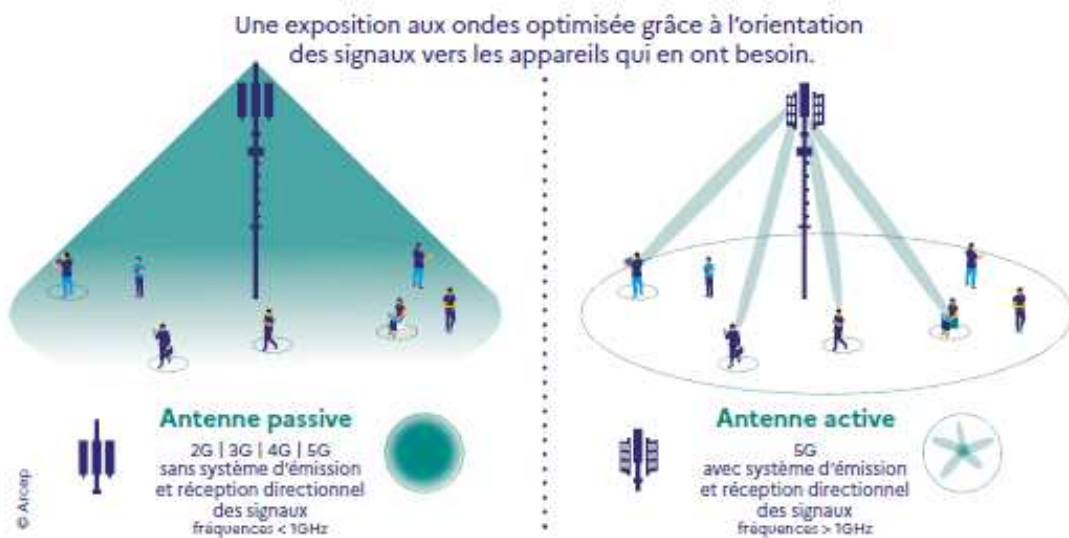 Une exposition aux ondes optimisée grâce à l'orientation
des signaux vers les appareils qui en ont besoin.
Antenne passive
2G | 3G | 4G | 5G
sans système d'émission
et réception directionnel
des signaux
fréquences < 1GHz
Antenne active
5G
avec système d'émission
et réception directionnel
des signaux
fréquences > 1GHz
© Arcep